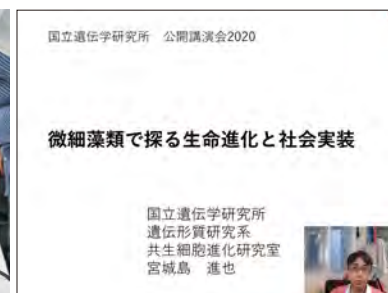 国立遺伝学研究所　公開講演会2020
微細藻類で探る生命進化と社会実装
国立遺伝学研究所
遺伝形質研究系
共生細胞進化研究室
宮城島　進也